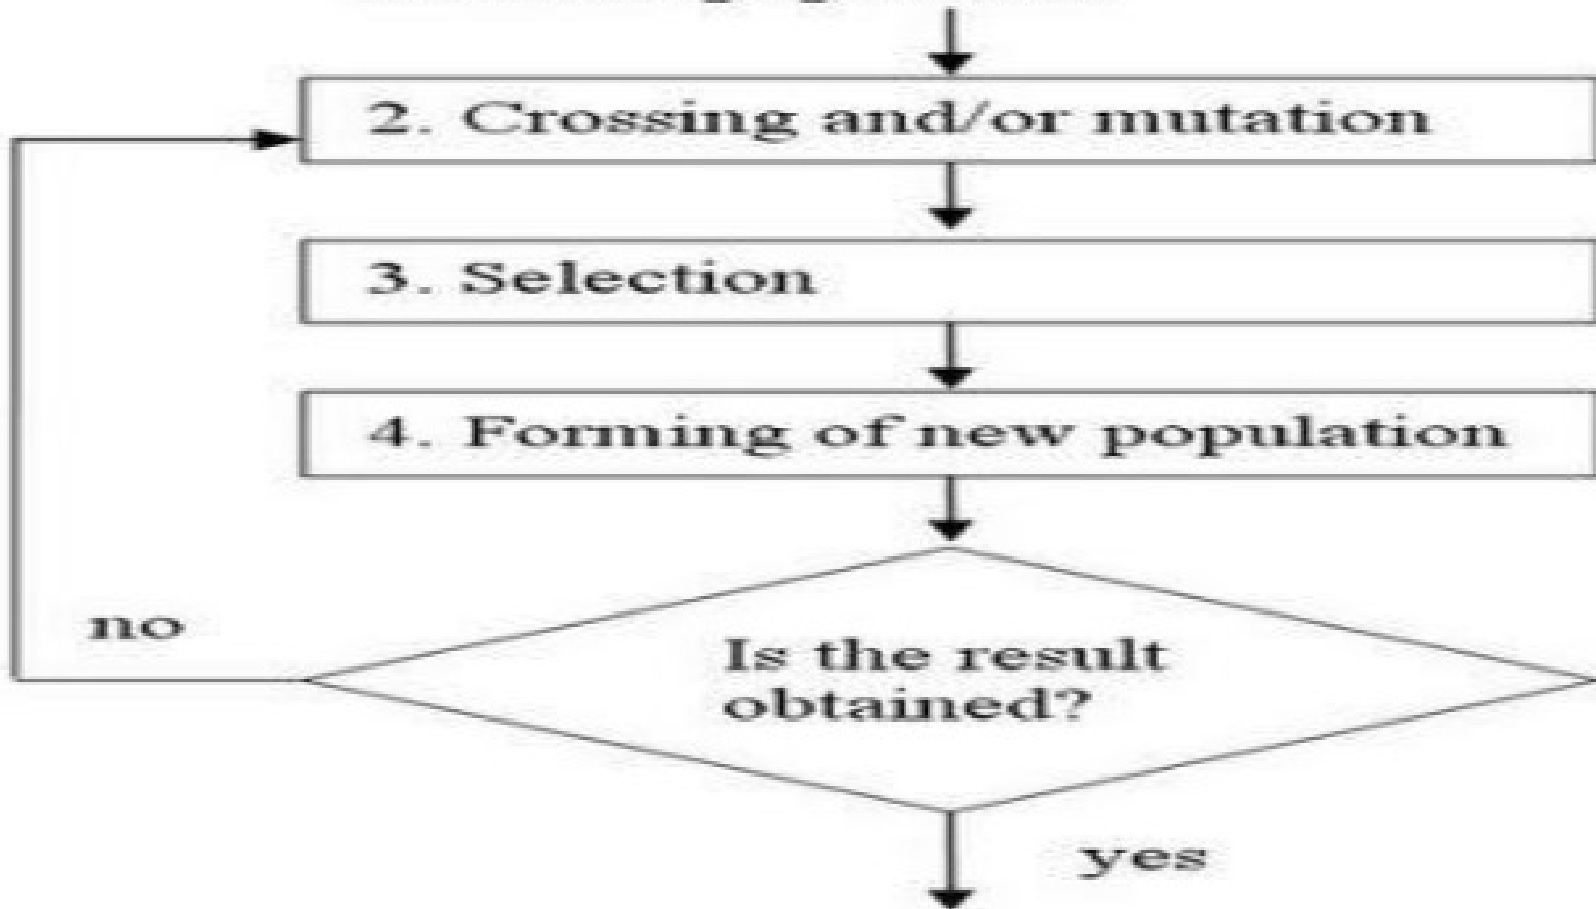 2. Crossing and/or mutation
3. Selection
4. Forming of new population
no
Is the result
obtained?
yes